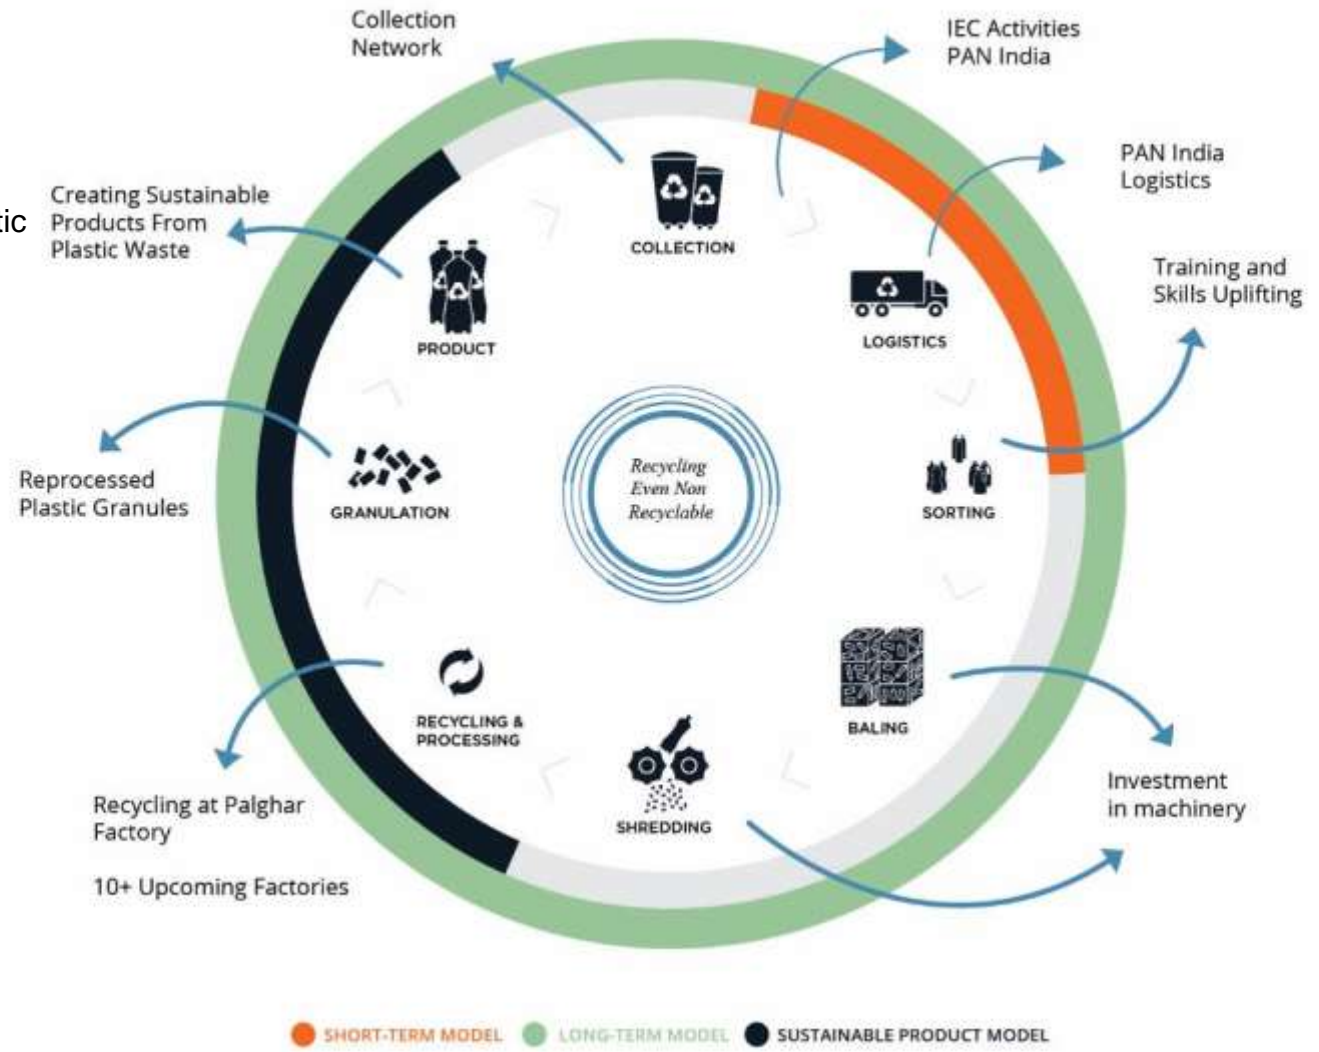 Collection
Network
IEC Activities
PAN India
PAN India
Logistics
Creating Sustainable
Products From
Plastic Waste
tic
Training and
Skills Uplifting
COLLECTION
LOGISTICS
PRODUCT
Reprocessed
Plastic Granules
GRANULATION
Recycling
Even Non
Recyclable
SORTING
RECYCLING &
PROCESSING
BALING
SHREDDING
Recycling at Palghar
Factory
10+ Upcoming Factories
Investment
in machinery
SHORT-TERM MODEL
LONG-TERM MODEL
SUSTAINABLE PRODUCT MODEL